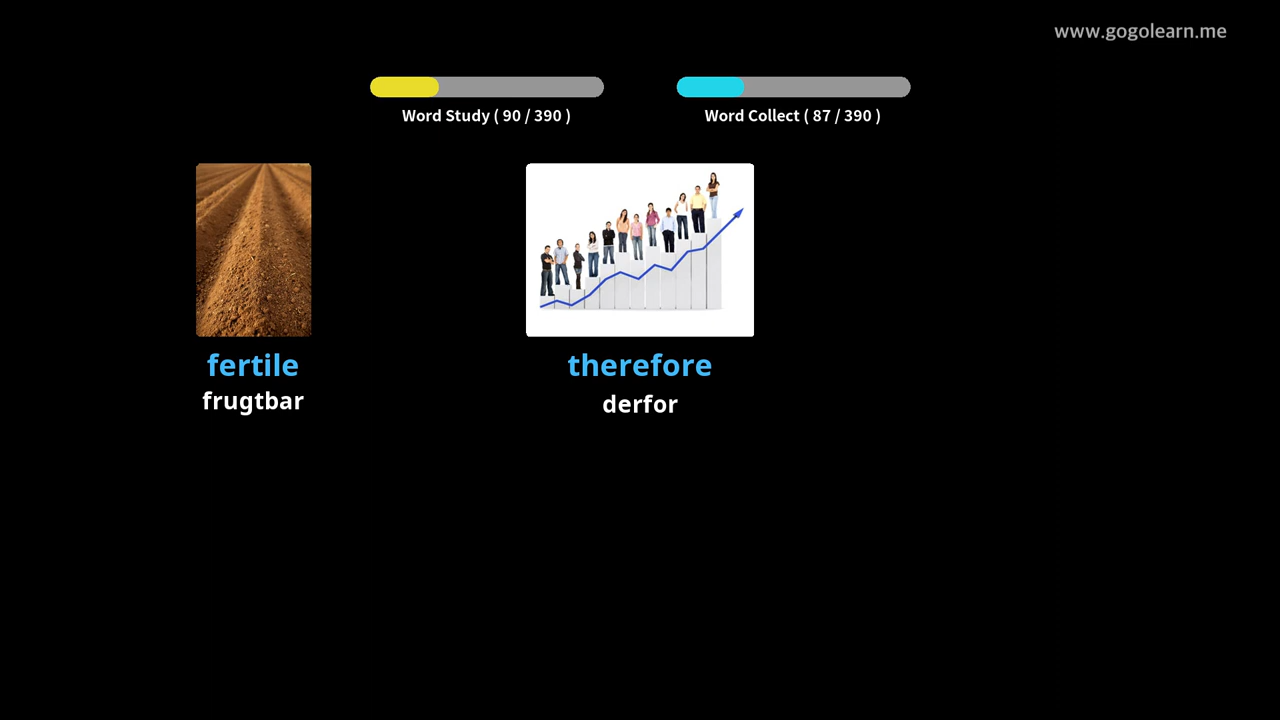 www.gogolearn.me
Word Study ( 90 / 390 )
Word Collect ( 87 / 390 )
fertile
frugtbar
therefore
derfor